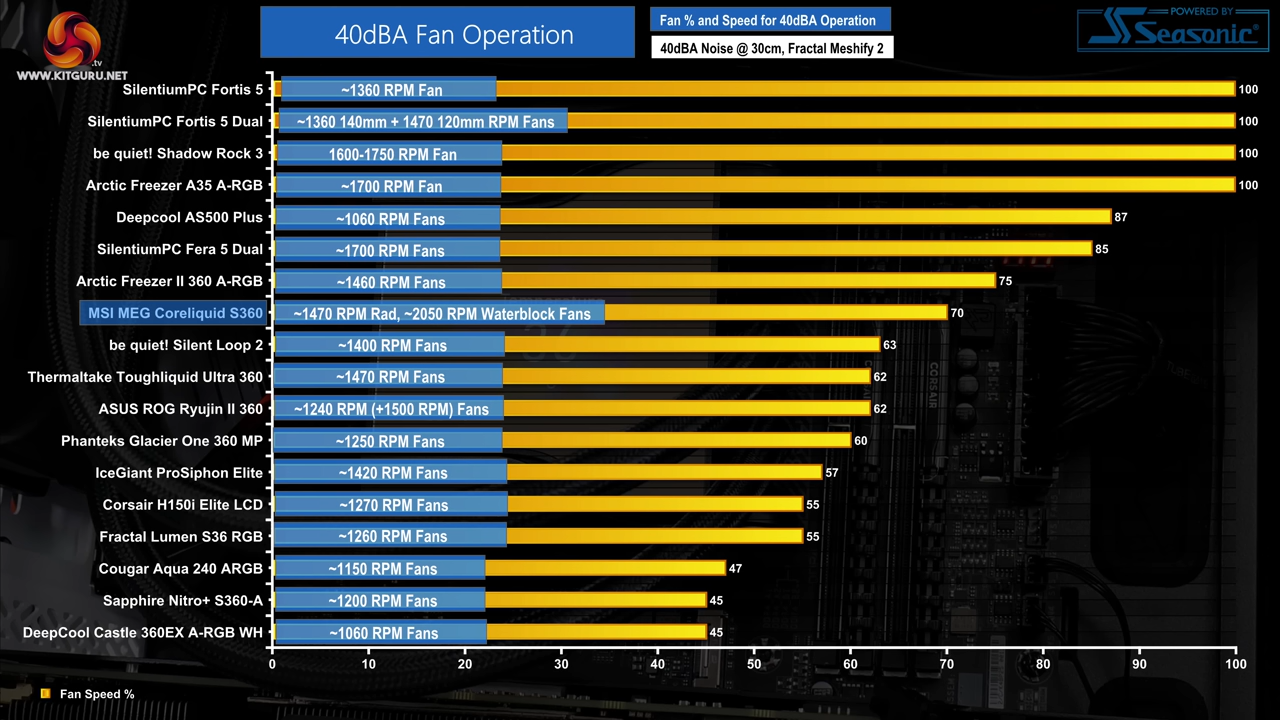 40dBA Fan Operation
Fan % and Speed for 40dBA Operation
40dBA Noise @ 30cm, Fractal Meshify 2
POWERED BY
Seasonic
.tv
WWW.KITGURU.NET
SilentiumPC Fortis 5 ~1360 RPM Fan 100
SilentiumPC Fortis 5 Dual ~1360 140mm + 1470 120mm RPM Fans 100
be quiet! Shadow Rock 3 1600-1750 RPM Fan 100
Arctic Freezer A35 A-RGB ~1700 RPM Fan 100
Deepcool AS500 Plus ~1060 RPM Fans 87
SilentiumPC Fera 5 Dual ~1700 RPM Fans 85
Arctic Freezer II 360 A-RGB ~1460 RPM Fans 75
MSI MEG Coreliquid S360 ~1470 RPM Rad, ~2050 RPM Waterblock Fans 70
be quiet! Silent Loop 2 ~1400 RPM Fans 63
Thermaltake Toughliquid Ultra 360 ~1470 RPM Fans 62
ASUS ROG Ryujin II 360 ~1240 RPM (+1500 RPM) Fans 62
Phanteks Glacier One 360 MP ~1250 RPM Fans 60
IceGiant ProSiphon Elite ~1420 RPM Fans 57
Corsair H150i Elite LCD ~1270 RPM Fans 55
Fractal Lumen S36 RGB ~1260 RPM Fans 55
Cougar Aqua 240 ARGB ~1150 RPM Fans 47
Sapphire Nitro+ S360-A ~1200 RPM Fans 45
DeepCool Castle 360EX A-RGB WH ~1060 RPM Fans 45
0 10 20 30 40 50 60 70 80 90 100
Fan Speed %
CORSAIR